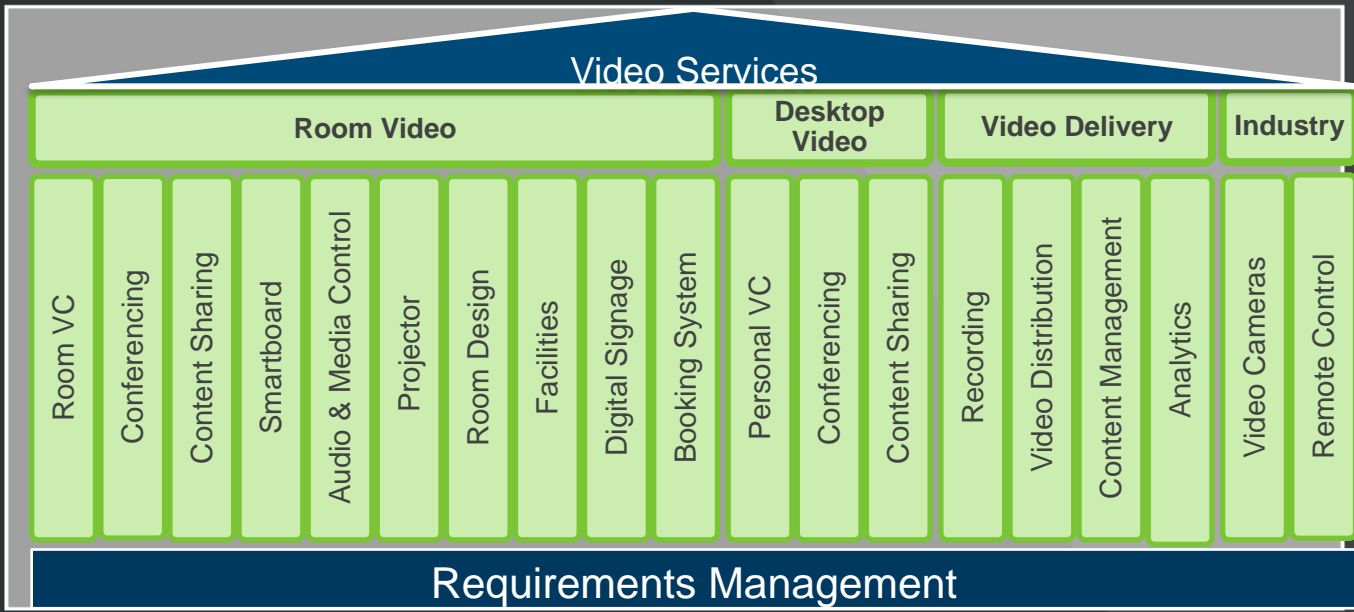 Video Services
Room Video
Desktop
Video
Video Delivery
Industry
Room VC
Conferencing
Content Sharing
Smartboard
Audio & Media Control
Projector
Room Design
Facilities
Digital Signage
Booking System
Personal VC
Conferencing
Content Sharing
Recording
Video Distribution
Content Management
Analytics
Video Cameras
Remote Control
Requirements Management